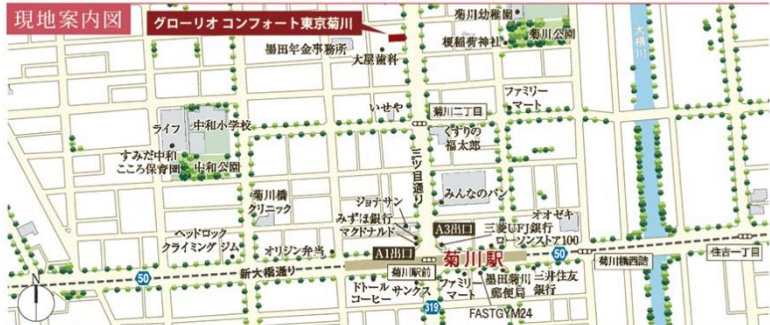 現地案内図
グローリオ コンフォート東京菊川
墨田年金事務所
大屋歯科
菊川幼稚園
榎稲荷神社
菊川公園
大横川
ファミリー
マート
いせや
菊川二丁目
くすりの
福太郎
ライフ
中和小学校
すみだ中和
こころ保育園
中和公園
三ツ目通り
みんなのパン
菊川橋
クリニック
ジョナサン
みずほ銀行
マクドナルド
A3出口
オオゼキ
三菱UFJ銀行
ローソンストア100
ヘッドロック
クライミング ジム
オリジン弁当
A1出口
菊川駅
50
住吉一丁目
新大橋通り
50
菊川駅前
菊川橋西詰
ドトール
コーヒー
サンクス
ファミリー
マート
墨田菊川
郵便局
三井住友
銀行
319
FASTGYM24
N